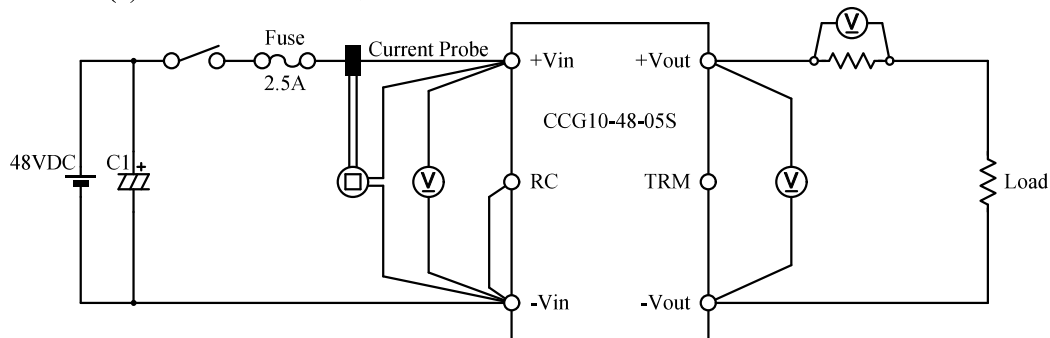 Fuse
2.5A
Current Probe
+Vin
+Vout
V
CCG10-48-05S
48VDC
C1
+
V
RC
TRM
V
Load
-Vin
-Vout